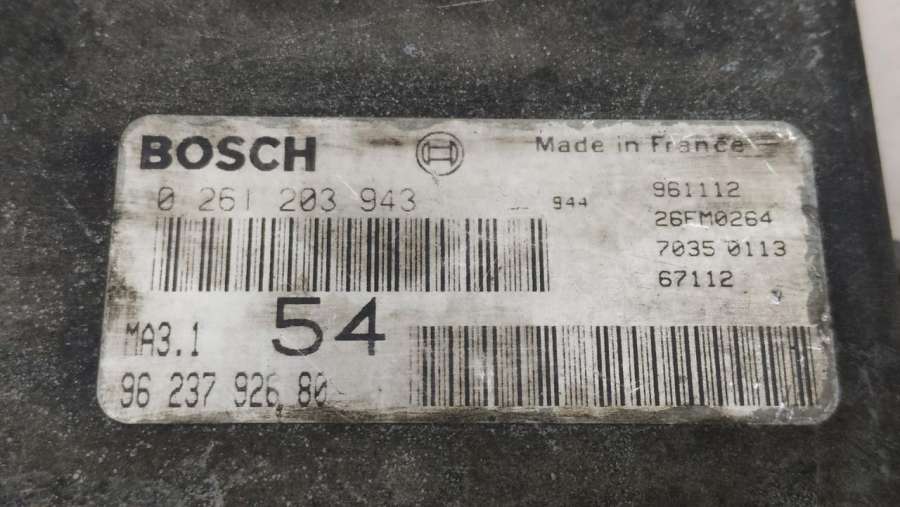 BOSCH
Made in France
0 261 203 943
944
961112
26FM0264
7035 0113
67112
MA3.1
54
96 237 926 80